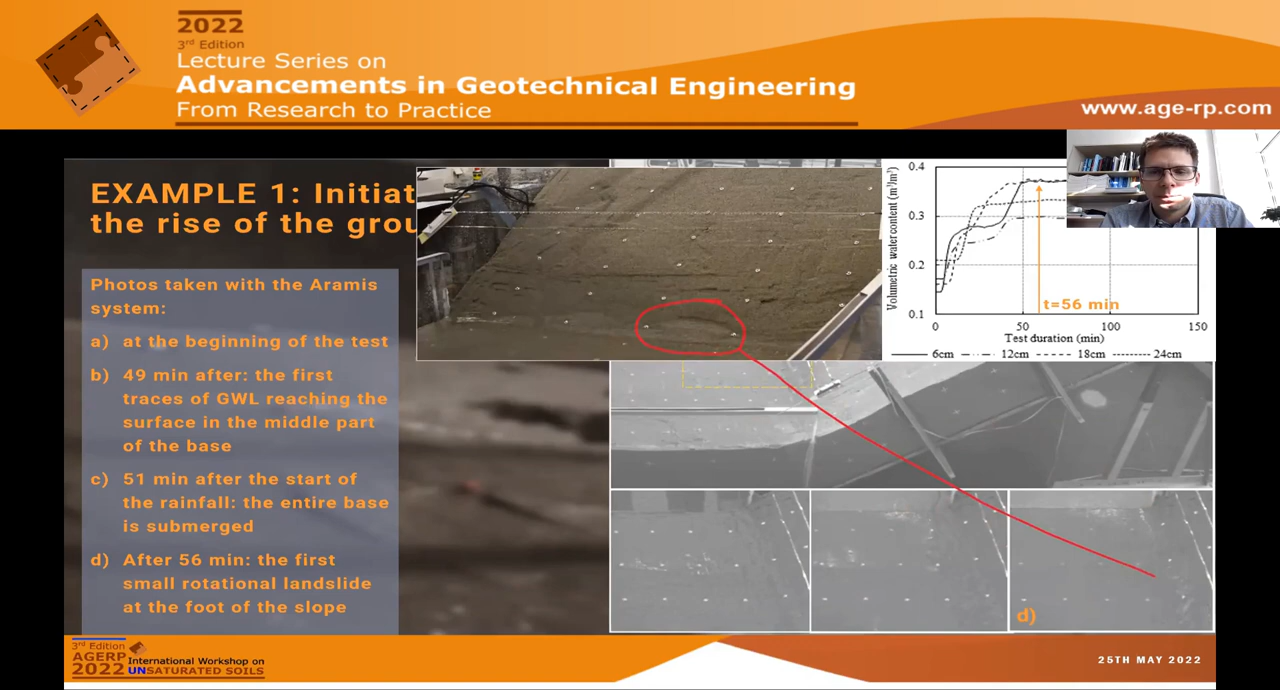 2022
3rd Edition
Lecture Series on
Advancements in Geotechnical Engineering
From Research to Practice
www.age-rp.com
EXAMPLE 1: Initiat
the rise of the grou
Photos taken with the Aramis
system:
a) at the beginning of the test
b) 49 min after: the first
traces of GWL reaching the
surface in the middle part
of the base
c) 51 min after the start of
the rainfall: the entire base
is submerged
d) After 56 min: the first
small rotational landslide
at the foot of the slope
Volumetric water content (m³/m³)
0.4
0.3
0.2
0.1
t=56 min
0 50 100 150
Test duration (min)
6cm 12cm 18cm 24cm
d)
3rd Edition
AGERP
2022
International Workshop on
UNSATURATED SOILS
25TH MAY 2022